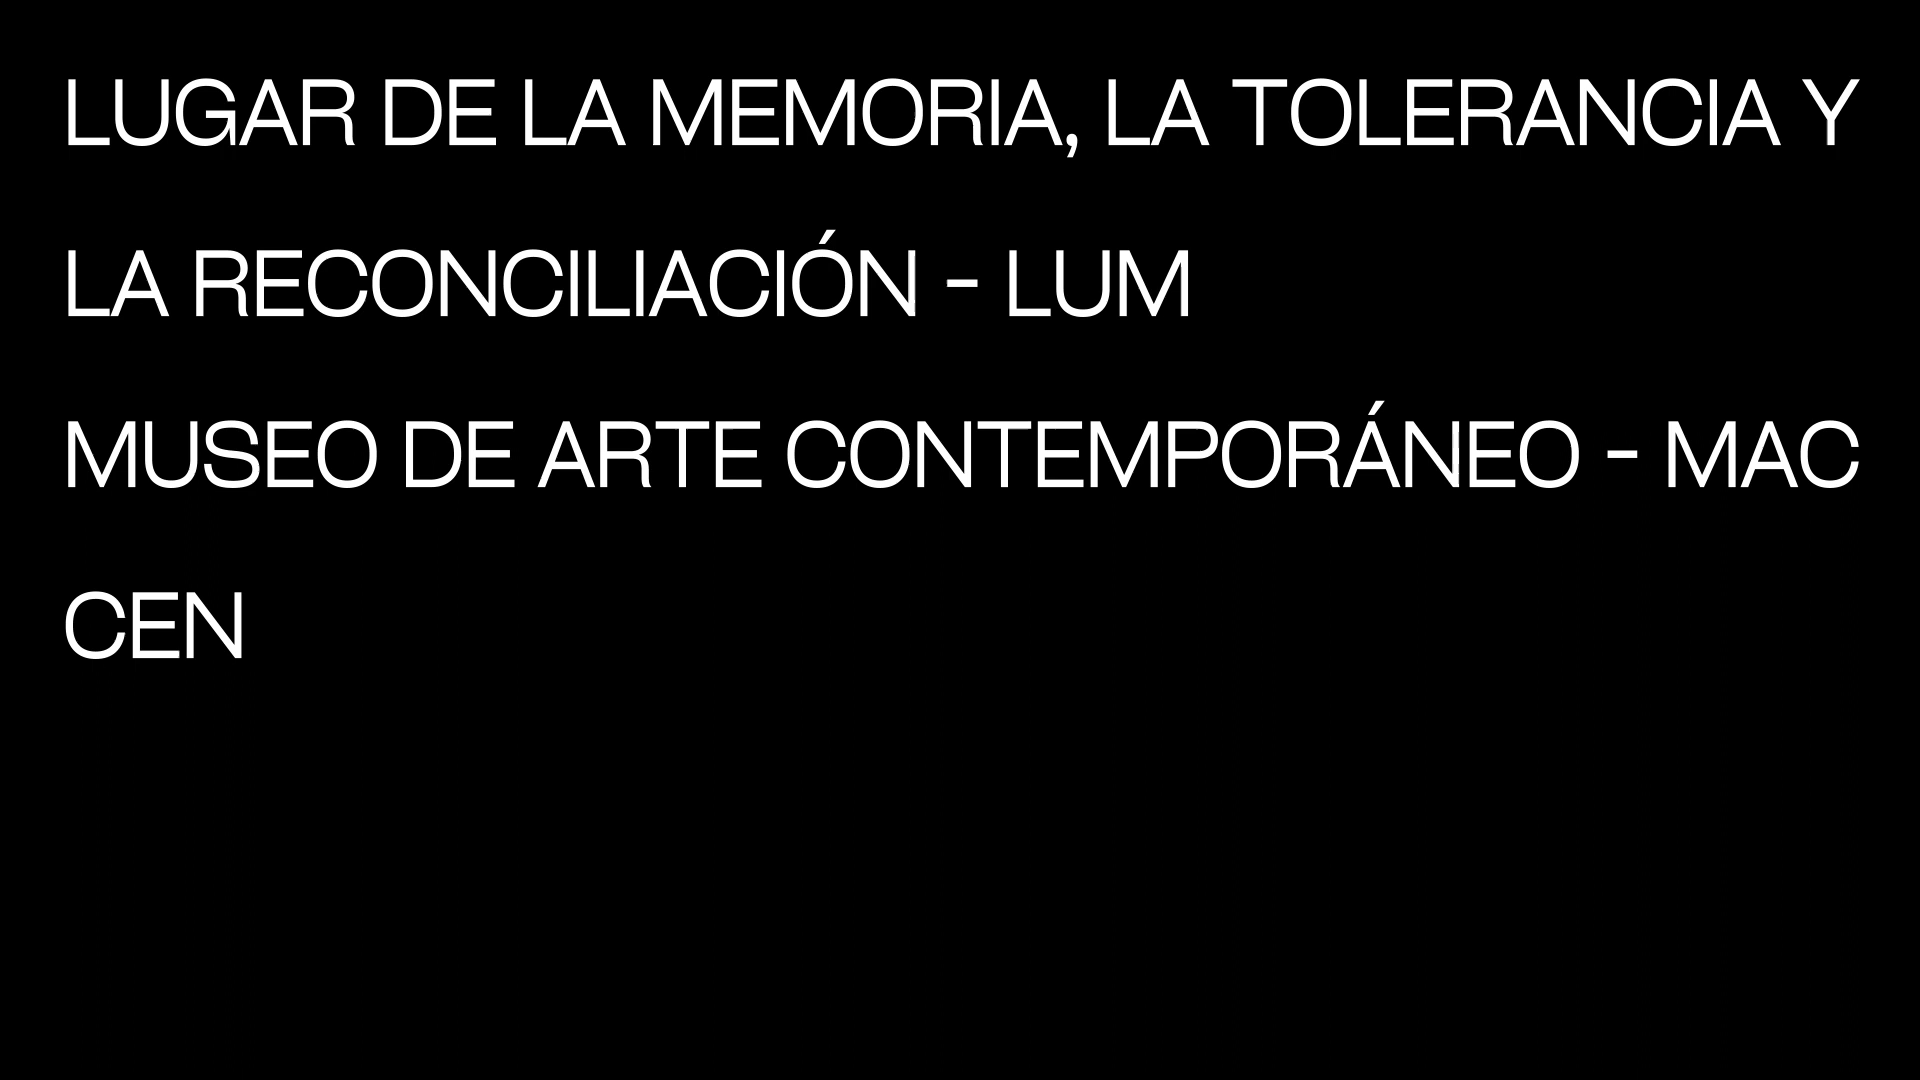 LUGAR DE LA MEMORIA, LA TOLERANCIA Y
LA RECONCILIACIÓN - LUM
MUSEO DE ARTE CONTEMPORÁNEO - MAC
CEN